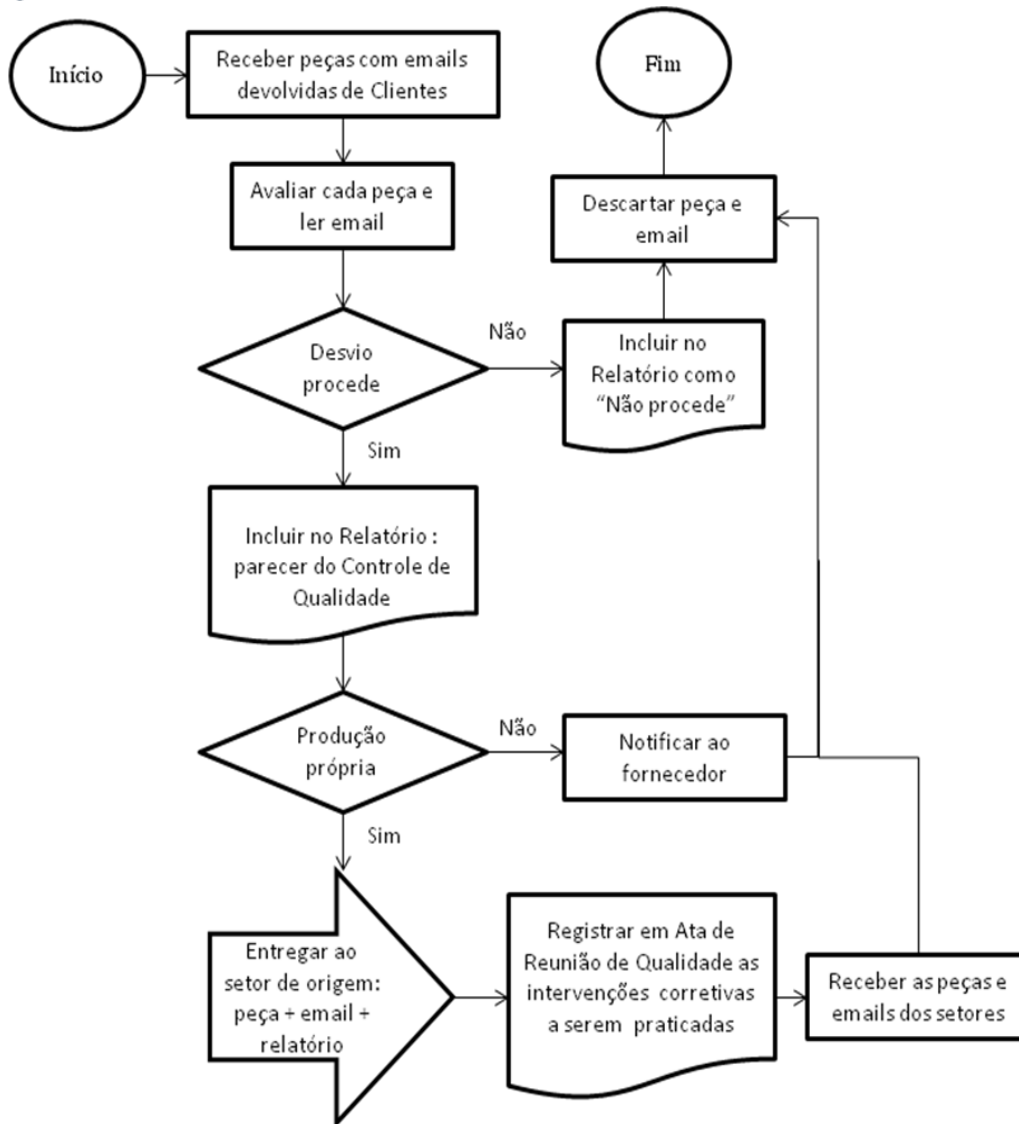 Início
Receber peças com emails
devolvidas de Clientes
Fim
Avaliar cada peça e
ler email
Descartar peça e
email
Desvio
procede
Não
Incluir no
Relatório como
“Não procede”
Sim
Incluir no Relatório :
parecer do Controle de
Qualidade
Produção
própria
Não
Notificar ao
fornecedor
Sim
Entregar ao
setor de origem:
peça + email +
relatório
Registrar em Ata de
Reunião de Qualidade as
intervenções corretivas
a serem praticadas
Receber as peças e
emails dos setores